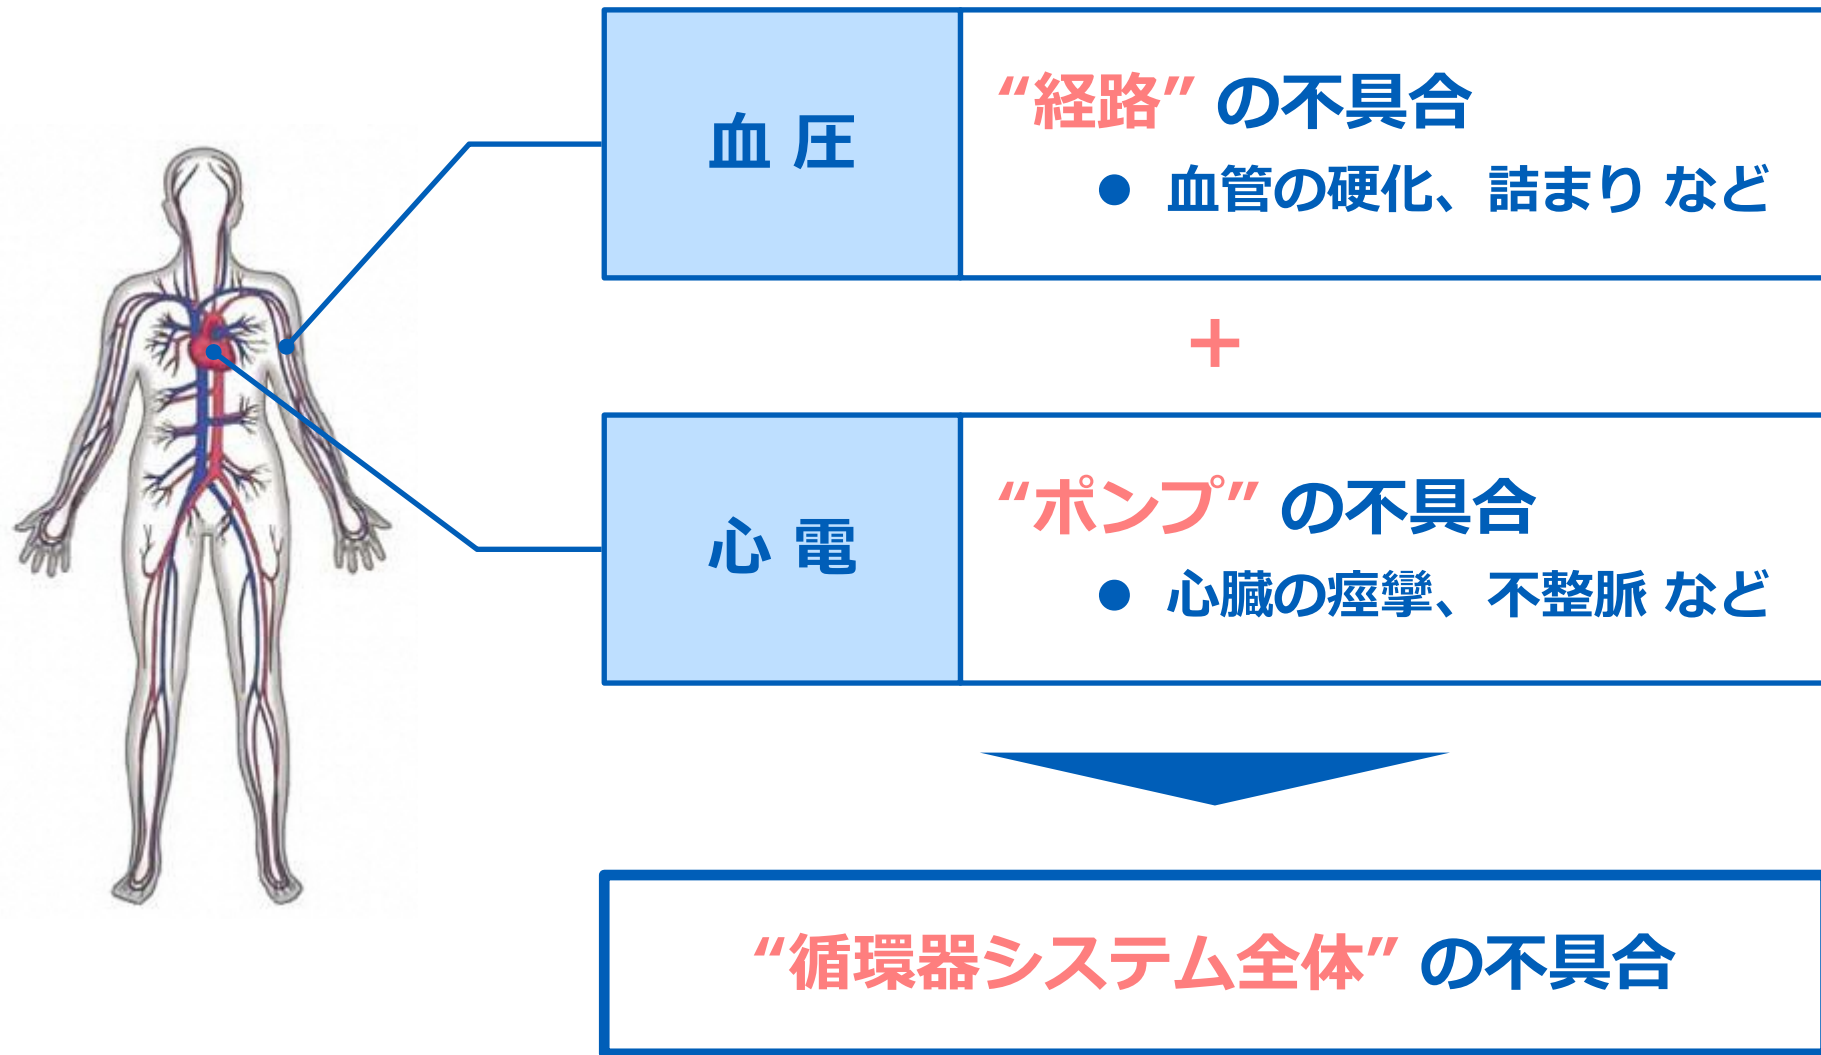 血 圧
“経路” の不具合
● 血管の硬化、詰まり など
＋
心 電
“ポンプ” の不具合
● 心臓の痙攣、不整脈 など
“循環器システム全体” の不具合